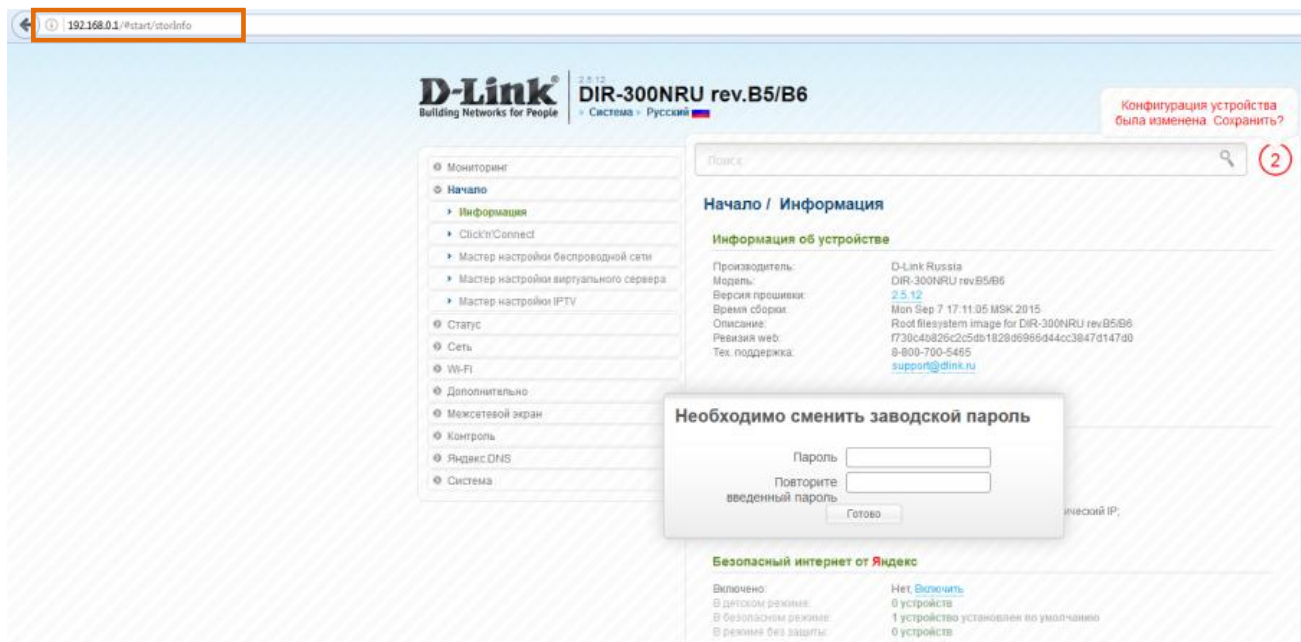 192.168.0.1/#start/storInfo
D-Link®
Building Networks for People
2.5.12
DIR-300NRU rev.B5/B6
Система Русский
Конфигурация устройства
была изменена. Сохранить?
Поиск
2
Мониторинг
Начало
Информация
Click'n'Connect
Мастер настройки беспроводной сети
Мастер настройки виртуального сервера
Мастер настройки IPTV
Статус
Сеть
Wi-Fi
Дополнительно
Межсетевой экран
Контроль
Яндекс.DNS
Система
Начало / Информация
Информация об устройстве
Производитель: D-Link Russia
Модель: DIR-300NRU rev.B5/B6
Версия прошивки: 2.5.12
Время сборки: Mon Sep 7 17:11:05 MSK 2015
Описание: Root filesystem image for DIR-300NRU rev.B5/B6
Ревизия web: f730c4b826c2c5db1828d6966d44cc3847d147d0
Тех. поддержка: 8-800-700-5465
support@dlink.ru
Необходимо сменить заводской пароль
Пароль
Повторите
введенный пароль
Готово
IP;
Безопасный интернет от Яндекс
Включено: Нет, Включить
В детском режиме: 0 устройств
В безопасном режиме: 1 устройство установлен по умолчанию
В режиме без защиты: 0 устройств